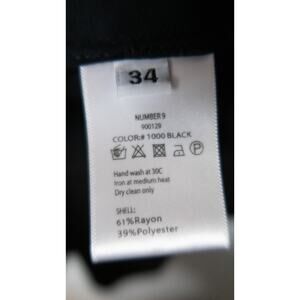 34
NUMBER 9
900129
COLOR:# 1000 BLACK
Hand wash at 30C
Iron at medium heat
Dry clean only
SHELL:
61%Rayon
39%Polyester